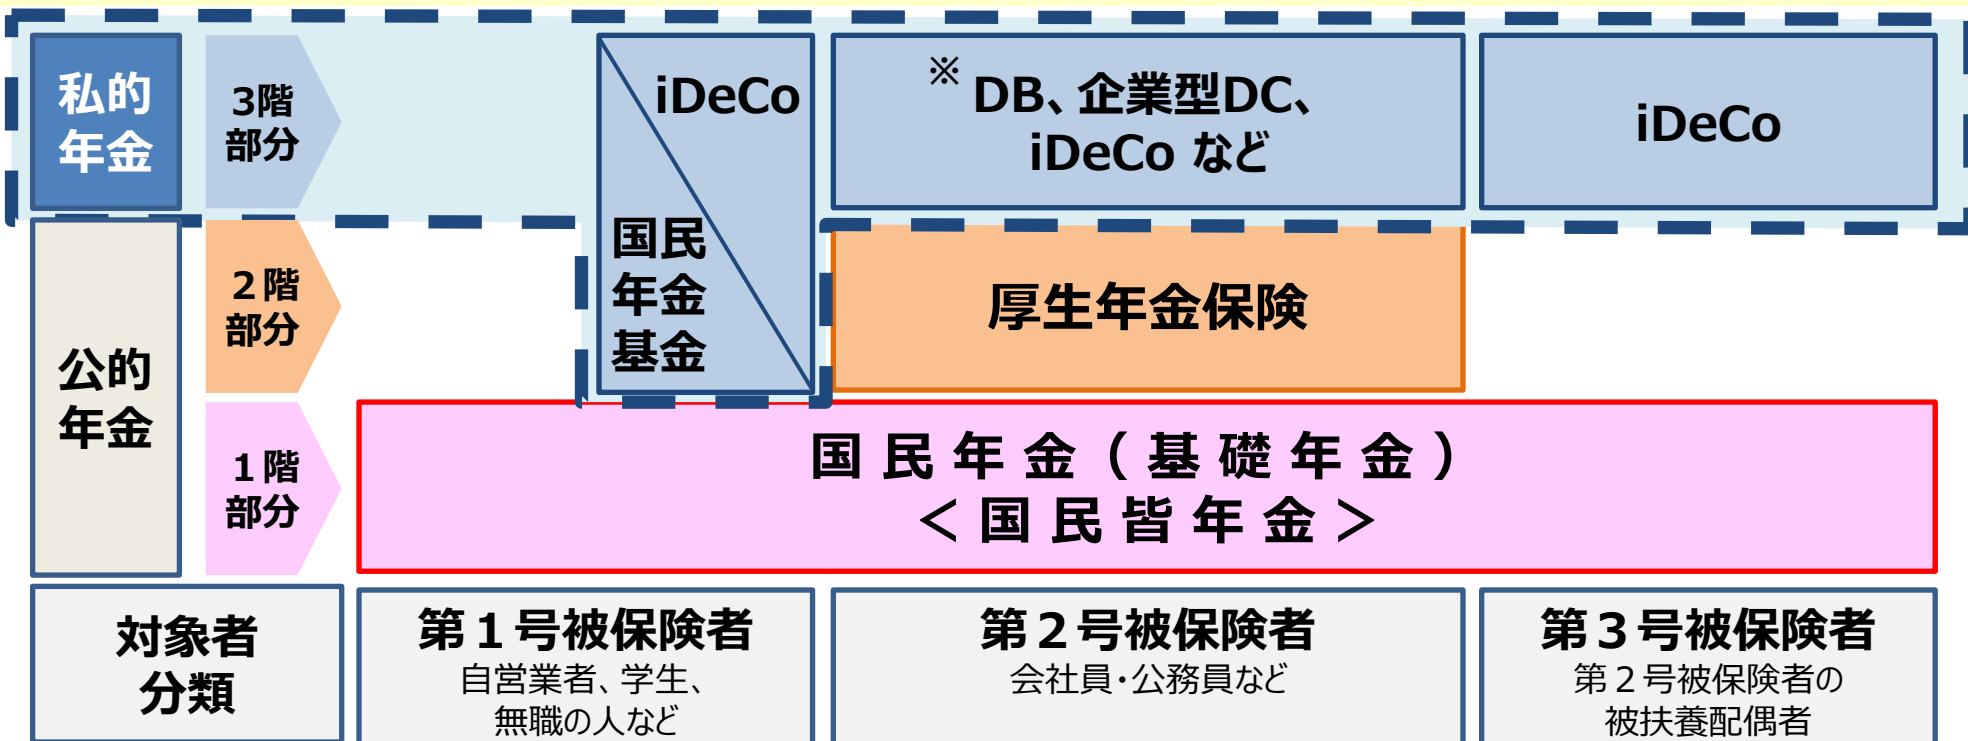 私的
年金
3階
部分
iDeCo
国民
年金
基金
※ DB、企業型DC、
iDeCo など
iDeCo
公的
年金
２階
部分
厚生年金保険
１階
部分
国民年金（基礎年金）
＜国民皆年金＞
対象者
分類
第１号被保険者
自営業者、学生、
無職の人など
第２号被保険者
会社員・公務員など
第３号被保険者
第２号被保険者の
被扶養配偶者